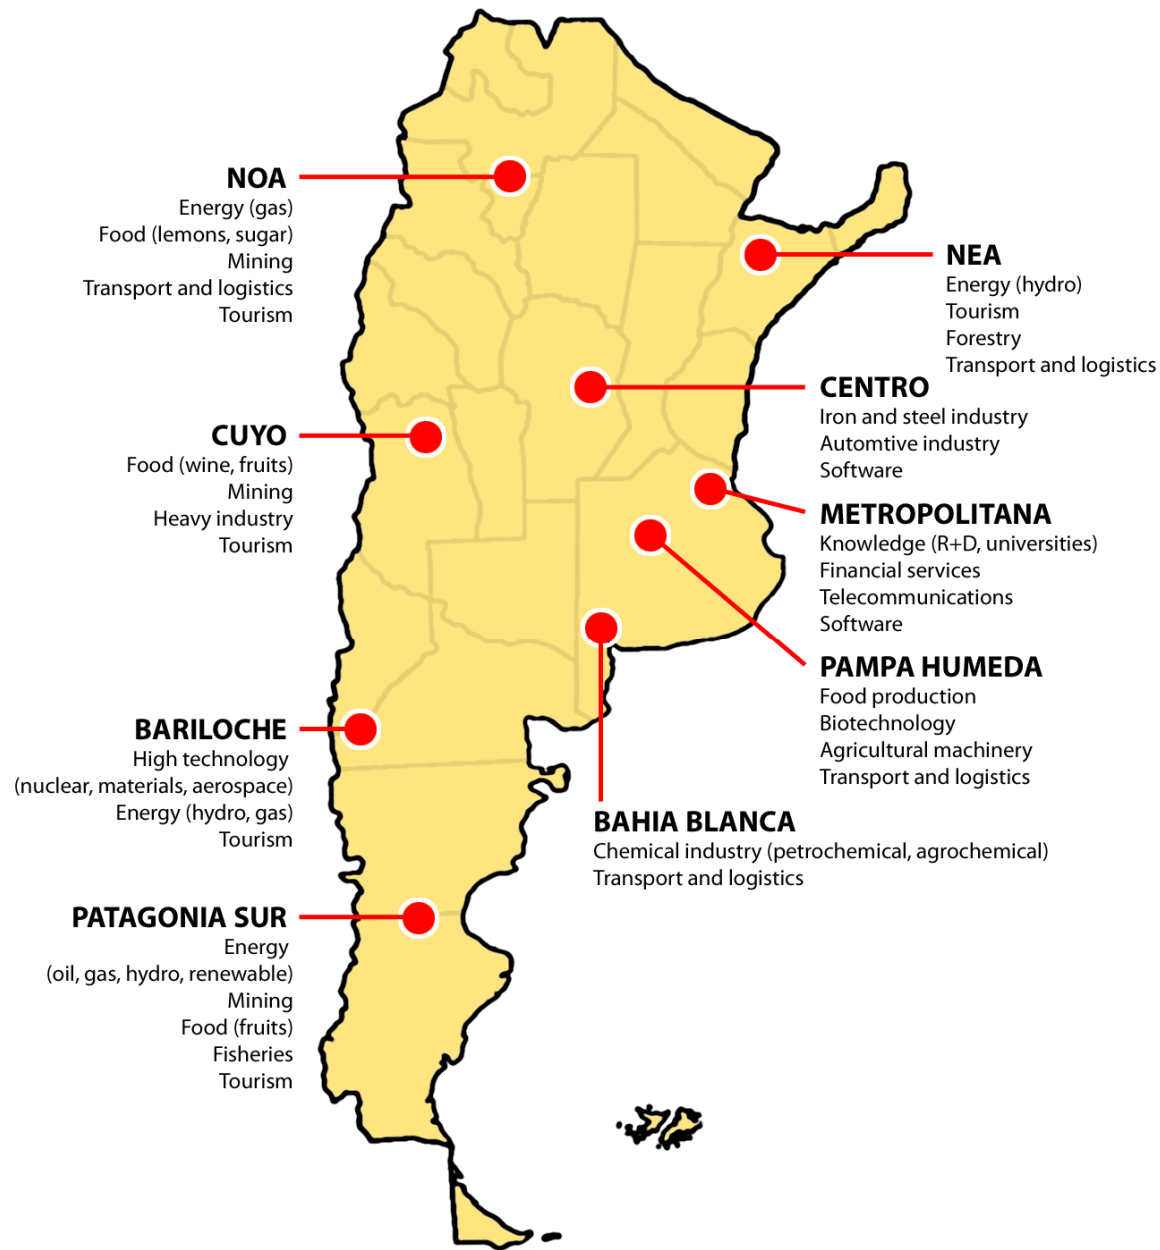 NOA
Energy (gas)
Food (lemons, sugar)
Mining
Transport and logistics
Tourism
NEA
Energy (hydro)
Tourism
Forestry
Transport and logistics
CENTRO
Iron and steel industry
Automtive industry
Software
CUYO
Food (wine, fruits)
Mining
Heavy industry
Tourism
METROPOLITANA
Knowledge (R+D, universities)
Financial services
Telecommunications
Software
PAMPA HUMEDA
Food production
Biotechnology
Agricultural machinery
Transport and logistics
BARILOCHE
High technology
(nuclear, materials, aerospace)
Energy (hydro, gas)
Tourism
BAHIA BLANCA
Chemical industry (petrochemical, agrochemical)
Transport and logistics
PATAGONIA SUR
Energy
(oil, gas, hydro, renewable)
Mining
Food (fruits)
Fisheries
Tourism